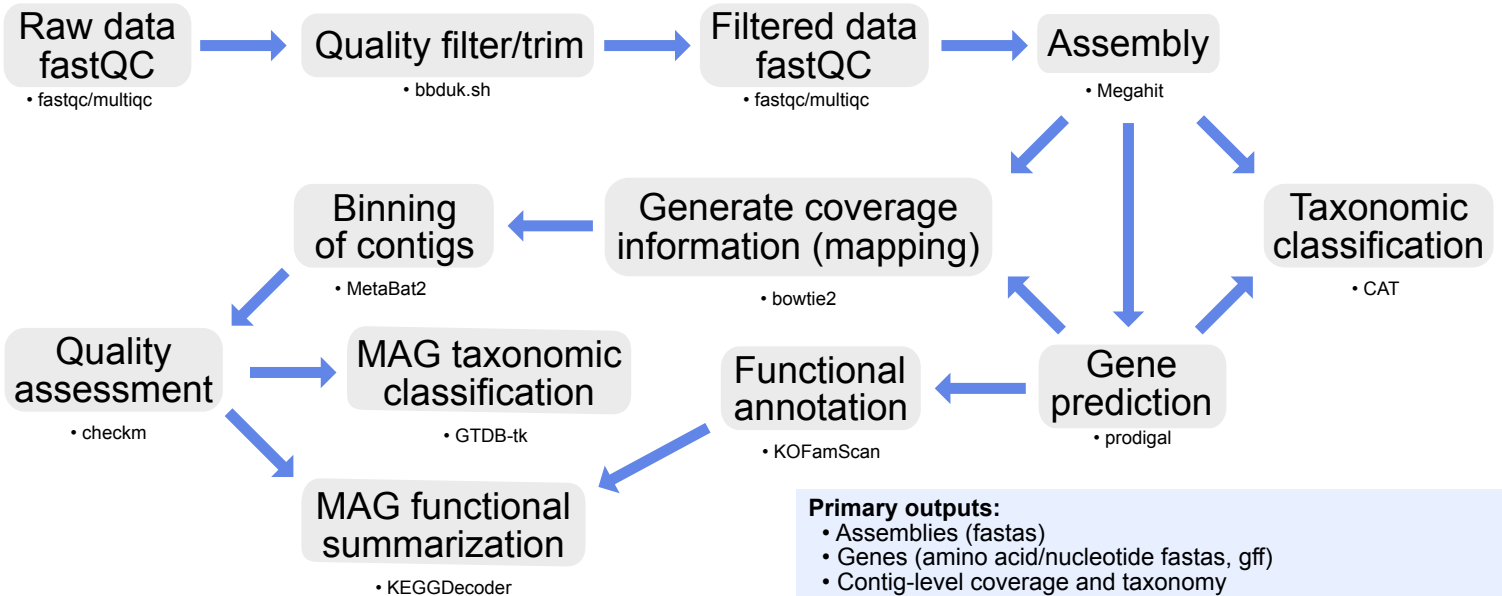 Raw data
fastQC
• fastqc/multiqc
Quality filter/trim
• bbduk.sh
Filtered data
fastQC
• fastqc/multiqc
Assembly
• Megahit
Binning
of contigs
• MetaBat2
Generate coverage
information (mapping)
• bowtie2
Taxonomic
classification
• CAT
Quality
assessment
• checkm
MAG taxonomic
classification
• GTDB-tk
Functional
annotation
• KOFamScan
Gene
prediction
• prodigal
MAG functional
summarization
• KEGGDecoder
Primary outputs:
• Assemblies (fastas)
• Genes (amino acid/nucleotide fastas, gff)
• Contig-level coverage and taxonomy